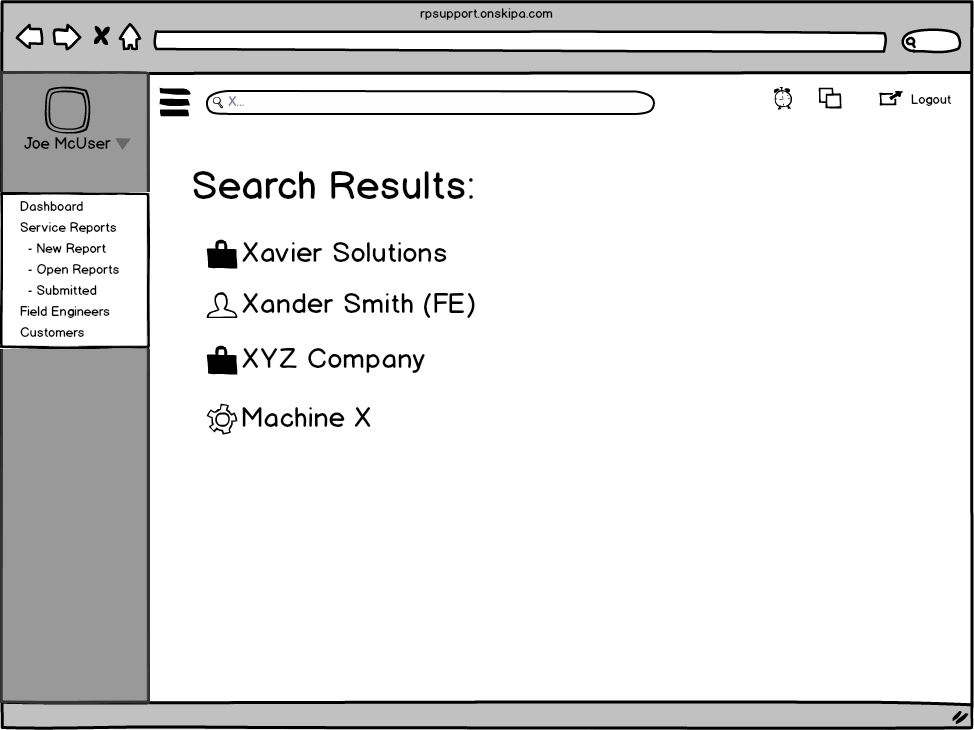 rpsupport.onskipa.com
X...
Logout
Joe McUser
Dashboard
Service Reports
- New Report
- Open Reports
- Submitted
Field Engineers
Customers
Search Results:
Xavier Solutions
Xander Smith (FE)
XYZ Company
Machine X